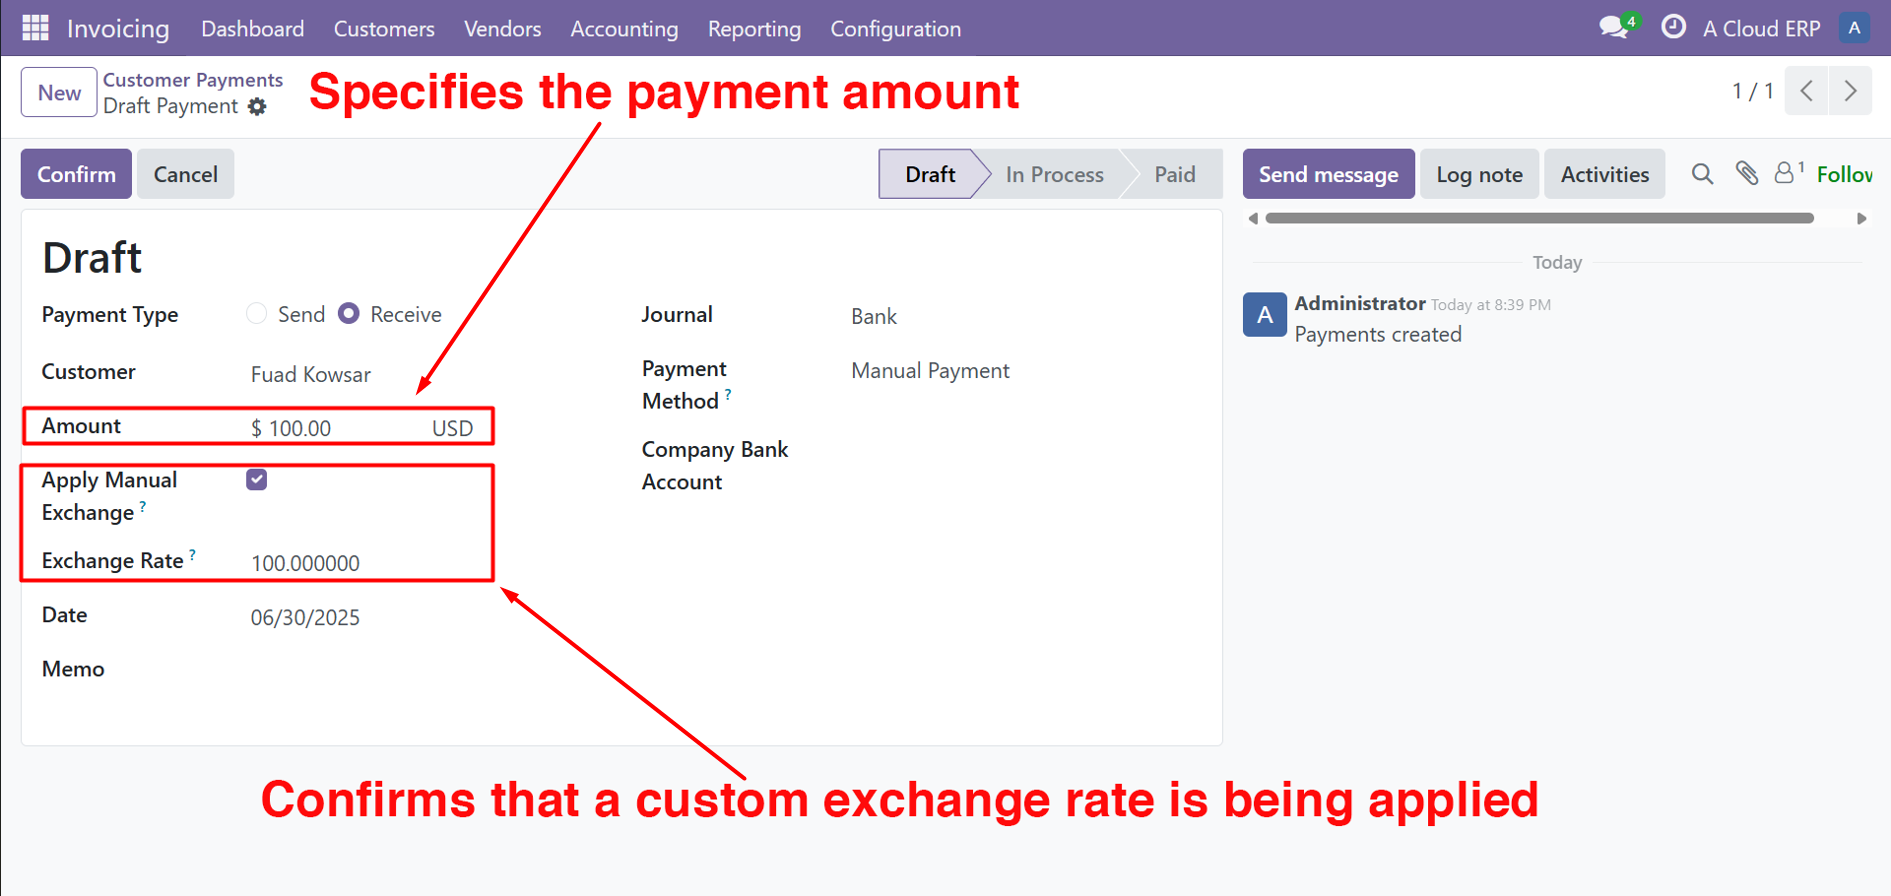 Invoicing Dashboard Customers Vendors Accounting Reporting Configuration 4 A Cloud ERP A
New Customer Payments
Draft Payment
Specifies the payment amount
1 / 1
Confirm Cancel Draft In Process Paid Send message Log note Activities 1
Draft
Today
Payment Type Send Receive
Customer Fuad Kowsar
Amount $ 100.00 USD
Apply Manual
Exchange ?
Exchange Rate ? 100.000000
Date 06/30/2025
Memo
Journal Bank
Payment Manual Payment
Method ?
Company Bank
Account
A Administrator Today at 8:39 PM
Payments created
Confirms that a custom exchange rate is being applied